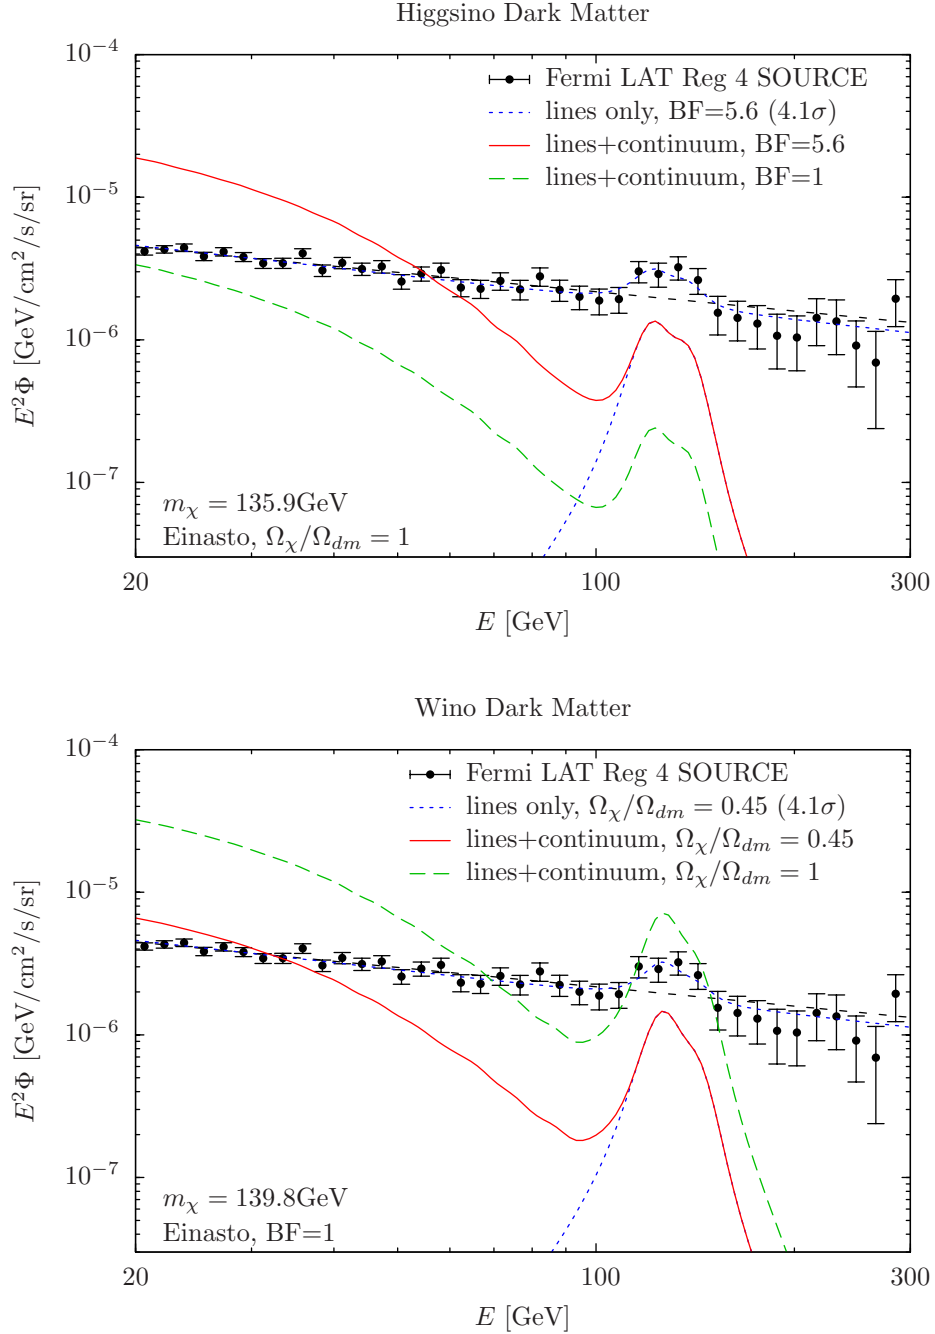 Higgsino Dark Matter
10⁻⁴
10⁻⁵
10⁻⁶
10⁻⁷
E²Φ [GeV/cm²/s/sr]
Fermi LAT Reg 4 SOURCE
lines only, BF=5.6 (4.1σ)
lines+continuum, BF=5.6
lines+continuum, BF=1
m_χ = 135.9GeV
Einasto, Ω_χ/Ω_dm = 1
20 100 300
E [GeV]
Wino Dark Matter
10⁻⁴
10⁻⁵
10⁻⁶
10⁻⁷
E²Φ [GeV/cm²/s/sr]
Fermi LAT Reg 4 SOURCE
lines only, Ω_χ/Ω_dm = 0.45 (4.1σ)
lines+continuum, Ω_χ/Ω_dm = 0.45
lines+continuum, Ω_χ/Ω_dm = 1
m_χ = 139.8GeV
Einasto, BF=1
20 100 300
E [GeV]